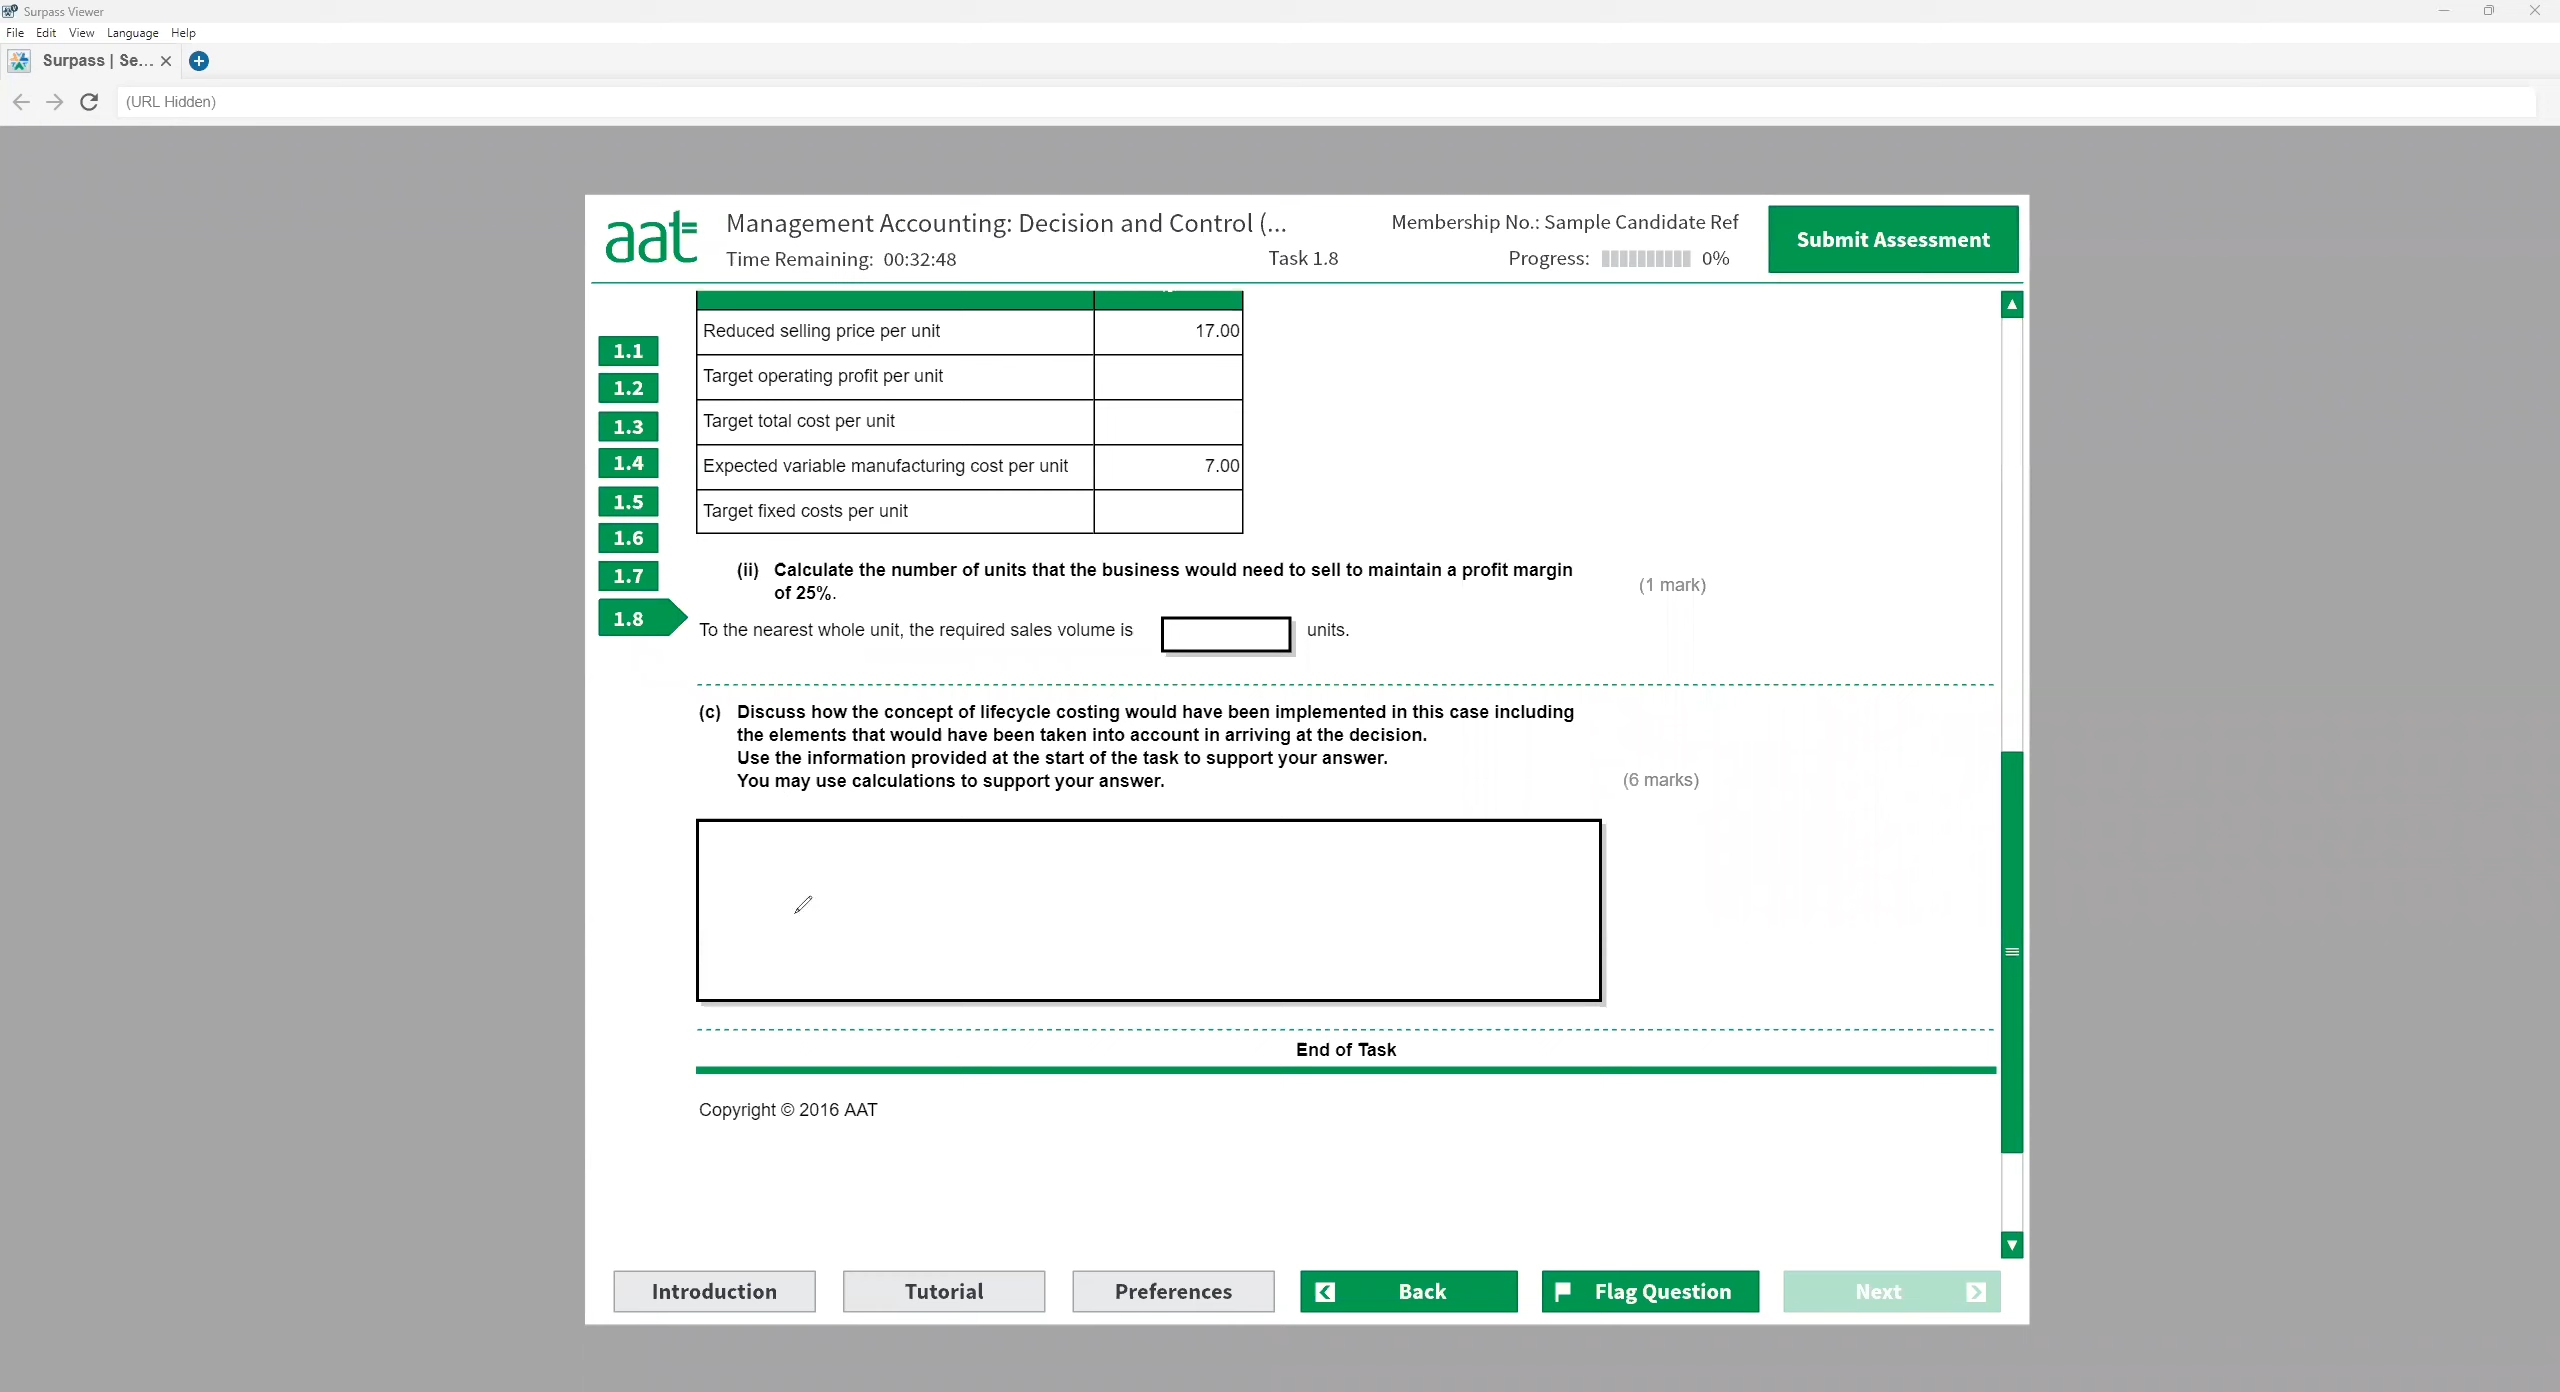 Surpass Viewer
File Edit View Language Help
Surpass | Se...
(URL Hidden)
aat
Management Accounting: Decision and Control (...
Membership No.: Sample Candidate Ref
Submit Assessment
Time Remaining: 00:32:48
Task 1.8
Progress: 0%
Reduced selling price per unit 17.00
1.1
Target operating profit per unit
1.2
Target total cost per unit
1.3
Expected variable manufacturing cost per unit 7.00
1.4
1.5
Target fixed costs per unit
1.6
(ii) Calculate the number of units that the business would need to sell to maintain a profit margin
of 25%.
(1 mark)
1.7
1.8
To the nearest whole unit, the required sales volume is units.
(c) Discuss how the concept of lifecycle costing would have been implemented in this case including
the elements that would have been taken into account in arriving at the decision.
Use the information provided at the start of the task to support your answer.
You may use calculations to support your answer.
(6 marks)
End of Task
Copyright © 2016 AAT
Introduction
Tutorial
Preferences
Back
Flag Question
Next